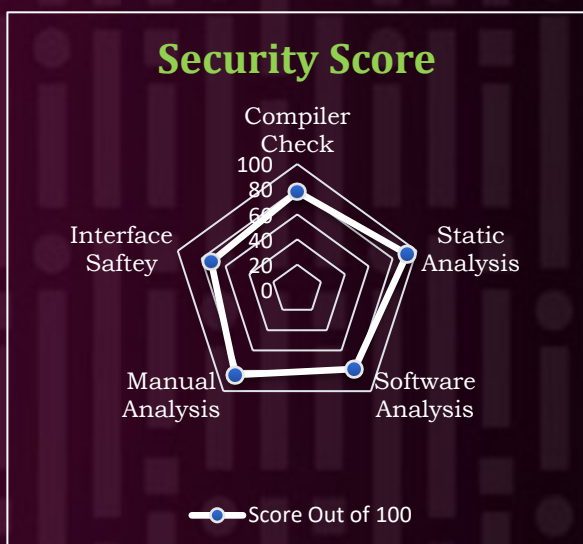 Security Score
Compiler
Check
100
80
60
40
20
0
Interface
Saftey
Static
Analysis
Manual
Analysis
Software
Analysis
Score Out of 100